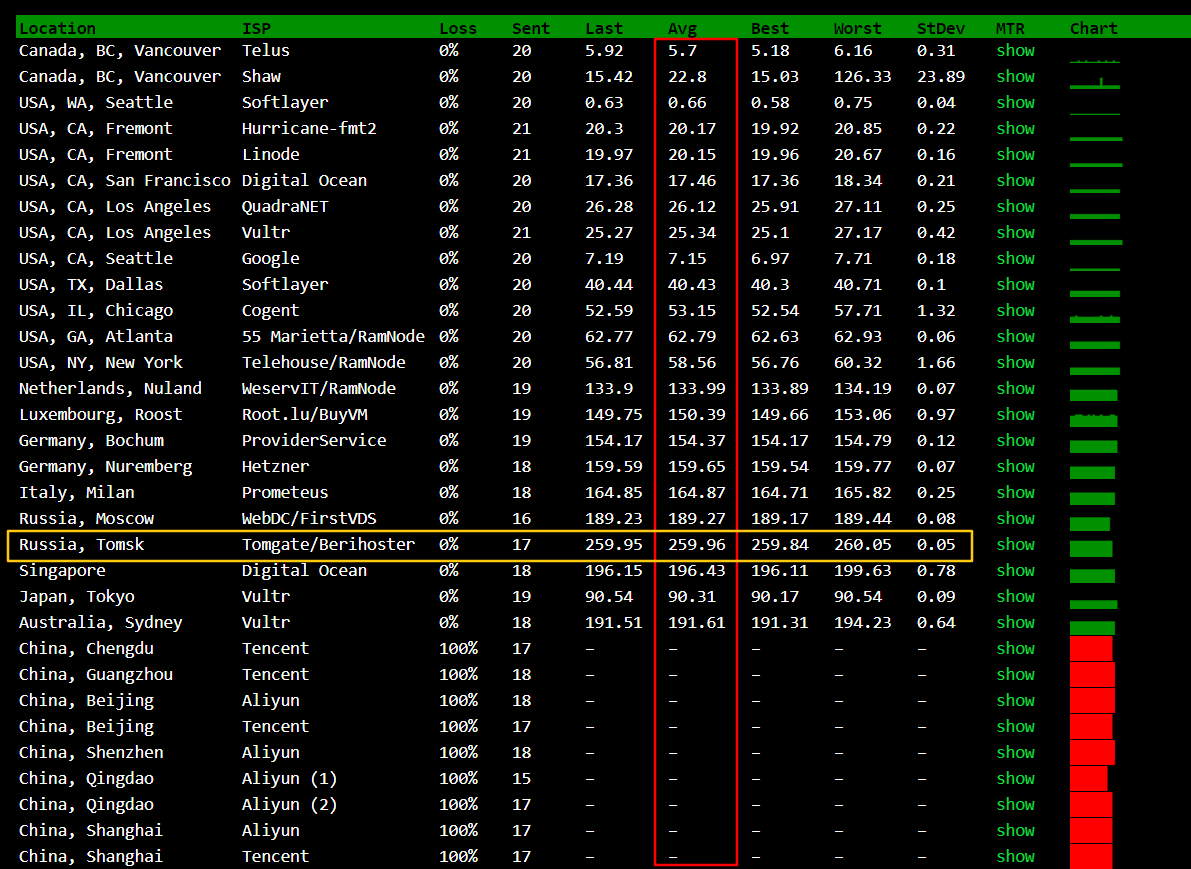 Location ISP Loss Sent Last Avg Best Worst StDev MTR Chart
Canada, BC, Vancouver Telus 0% 20 5.92 5.7 5.18 6.16 0.31 show
Canada, BC, Vancouver Shaw 0% 20 15.42 22.8 15.03 126.33 23.89 show
USA, WA, Seattle Softlayer 0% 20 0.63 0.66 0.58 0.75 0.04 show
USA, CA, Fremont Hurricane-fmt2 0% 21 20.3 20.17 19.92 20.85 0.22 show
USA, CA, Fremont Linode 0% 21 19.97 20.15 19.96 20.67 0.16 show
USA, CA, San Francisco Digital Ocean 0% 20 17.36 17.46 17.36 18.34 0.21 show
USA, CA, Los Angeles QuadraNET 0% 20 26.28 26.12 25.91 27.11 0.25 show
USA, CA, Los Angeles Vultr 0% 21 25.27 25.34 25.1 27.17 0.42 show
USA, CA, Seattle Google 0% 20 7.19 7.15 6.97 7.71 0.18 show
USA, TX, Dallas Softlayer 0% 20 40.44 40.43 40.3 40.71 0.1 show
USA, IL, Chicago Cogent 0% 20 52.59 53.15 52.54 57.71 1.32 show
USA, GA, Atlanta 55 Marietta/RamNode 0% 20 62.77 62.79 62.63 62.93 0.06 show
USA, NY, New York Telehouse/RamNode 0% 20 56.81 58.56 56.76 60.32 1.66 show
Netherlands, Nuland WeservIT/RamNode 0% 19 133.9 133.99 133.89 134.19 0.07 show
Luxembourg, Roost Root.lu/BuyVM 0% 19 149.75 150.39 149.66 153.06 0.97 show
Germany, Bochum ProviderService 0% 19 154.17 154.37 154.17 154.79 0.12 show
Germany, Nuremberg Hetzner 0% 18 159.59 159.65 159.54 159.77 0.07 show
Italy, Milan Prometeus 0% 18 164.85 164.87 164.71 165.82 0.25 show
Russia, Moscow WebDC/FirstVDS 0% 16 189.23 189.27 189.17 189.44 0.08 show
Russia, Tomsk Tomgate/Berihoster 0% 17 259.95 259.96 259.84 260.05 0.05 show
Singapore Digital Ocean 0% 18 196.15 196.43 196.11 199.63 0.78 show
Japan, Tokyo Vultr 0% 19 90.54 90.31 90.17 90.54 0.09 show
Australia, Sydney Vultr 0% 18 191.51 191.61 191.31 194.23 0.64 show
China, Chengdu Tencent 100% 17 – – – – – show
China, Guangzhou Tencent 100% 18 – – – – – show
China, Beijing Aliyun 100% 18 – – – – – show
China, Beijing Tencent 100% 17 – – – – – show
China, Shenzhen Aliyun 100% 18 – – – – – show
China, Qingdao Aliyun (1) 100% 15 – – – – – show
China, Qingdao Aliyun (2) 100% 17 – – – – – show
China, Shanghai Aliyun 100% 17 – – – – – show
China, Shanghai Tencent 100% 17 – – – – – show